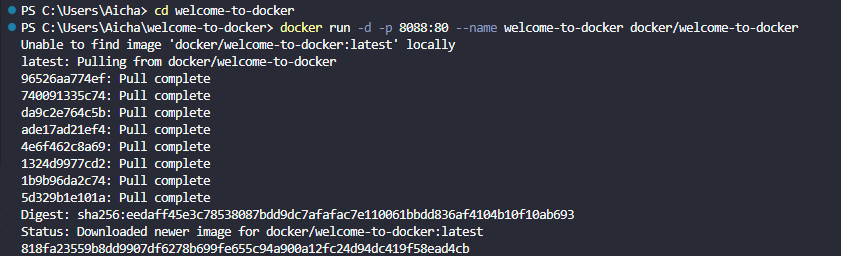 PS C:\Users\Aicha> cd welcome-to-docker
PS C:\Users\Aicha\welcome-to-docker> docker run -d -p 8088:80 --name welcome-to-docker docker/welcome-to-docker
Unable to find image 'docker/welcome-to-docker:latest' locally
latest: Pulling from docker/welcome-to-docker
96526aa774ef: Pull complete
740091335c74: Pull complete
da9c2e764c5b: Pull complete
ade17ad21ef4: Pull complete
4e6f462c8a69: Pull complete
1324d9977cd2: Pull complete
1b9b96da2c74: Pull complete
5d329b1e101a: Pull complete
Digest: sha256:eedaff45e3c78538087bdd9dc7afafac7e110061bbdd836af4104b10f10ab693
Status: Downloaded newer image for docker/welcome-to-docker:latest
818fa23559b8dd9907df6278b699fe655c94a900a12fc24d94dc419f58ead4cb